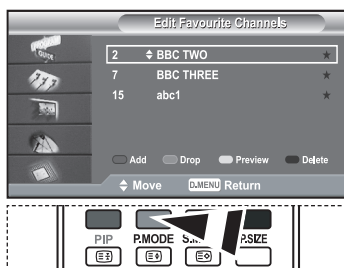 Edit Favourite Channels
2 BBC TWO ★
7 BBC THREE ★
15 abc1 ★
Add Drop Preview Delete
Move D.MENU Return
PIP P.MODE P.SIZE